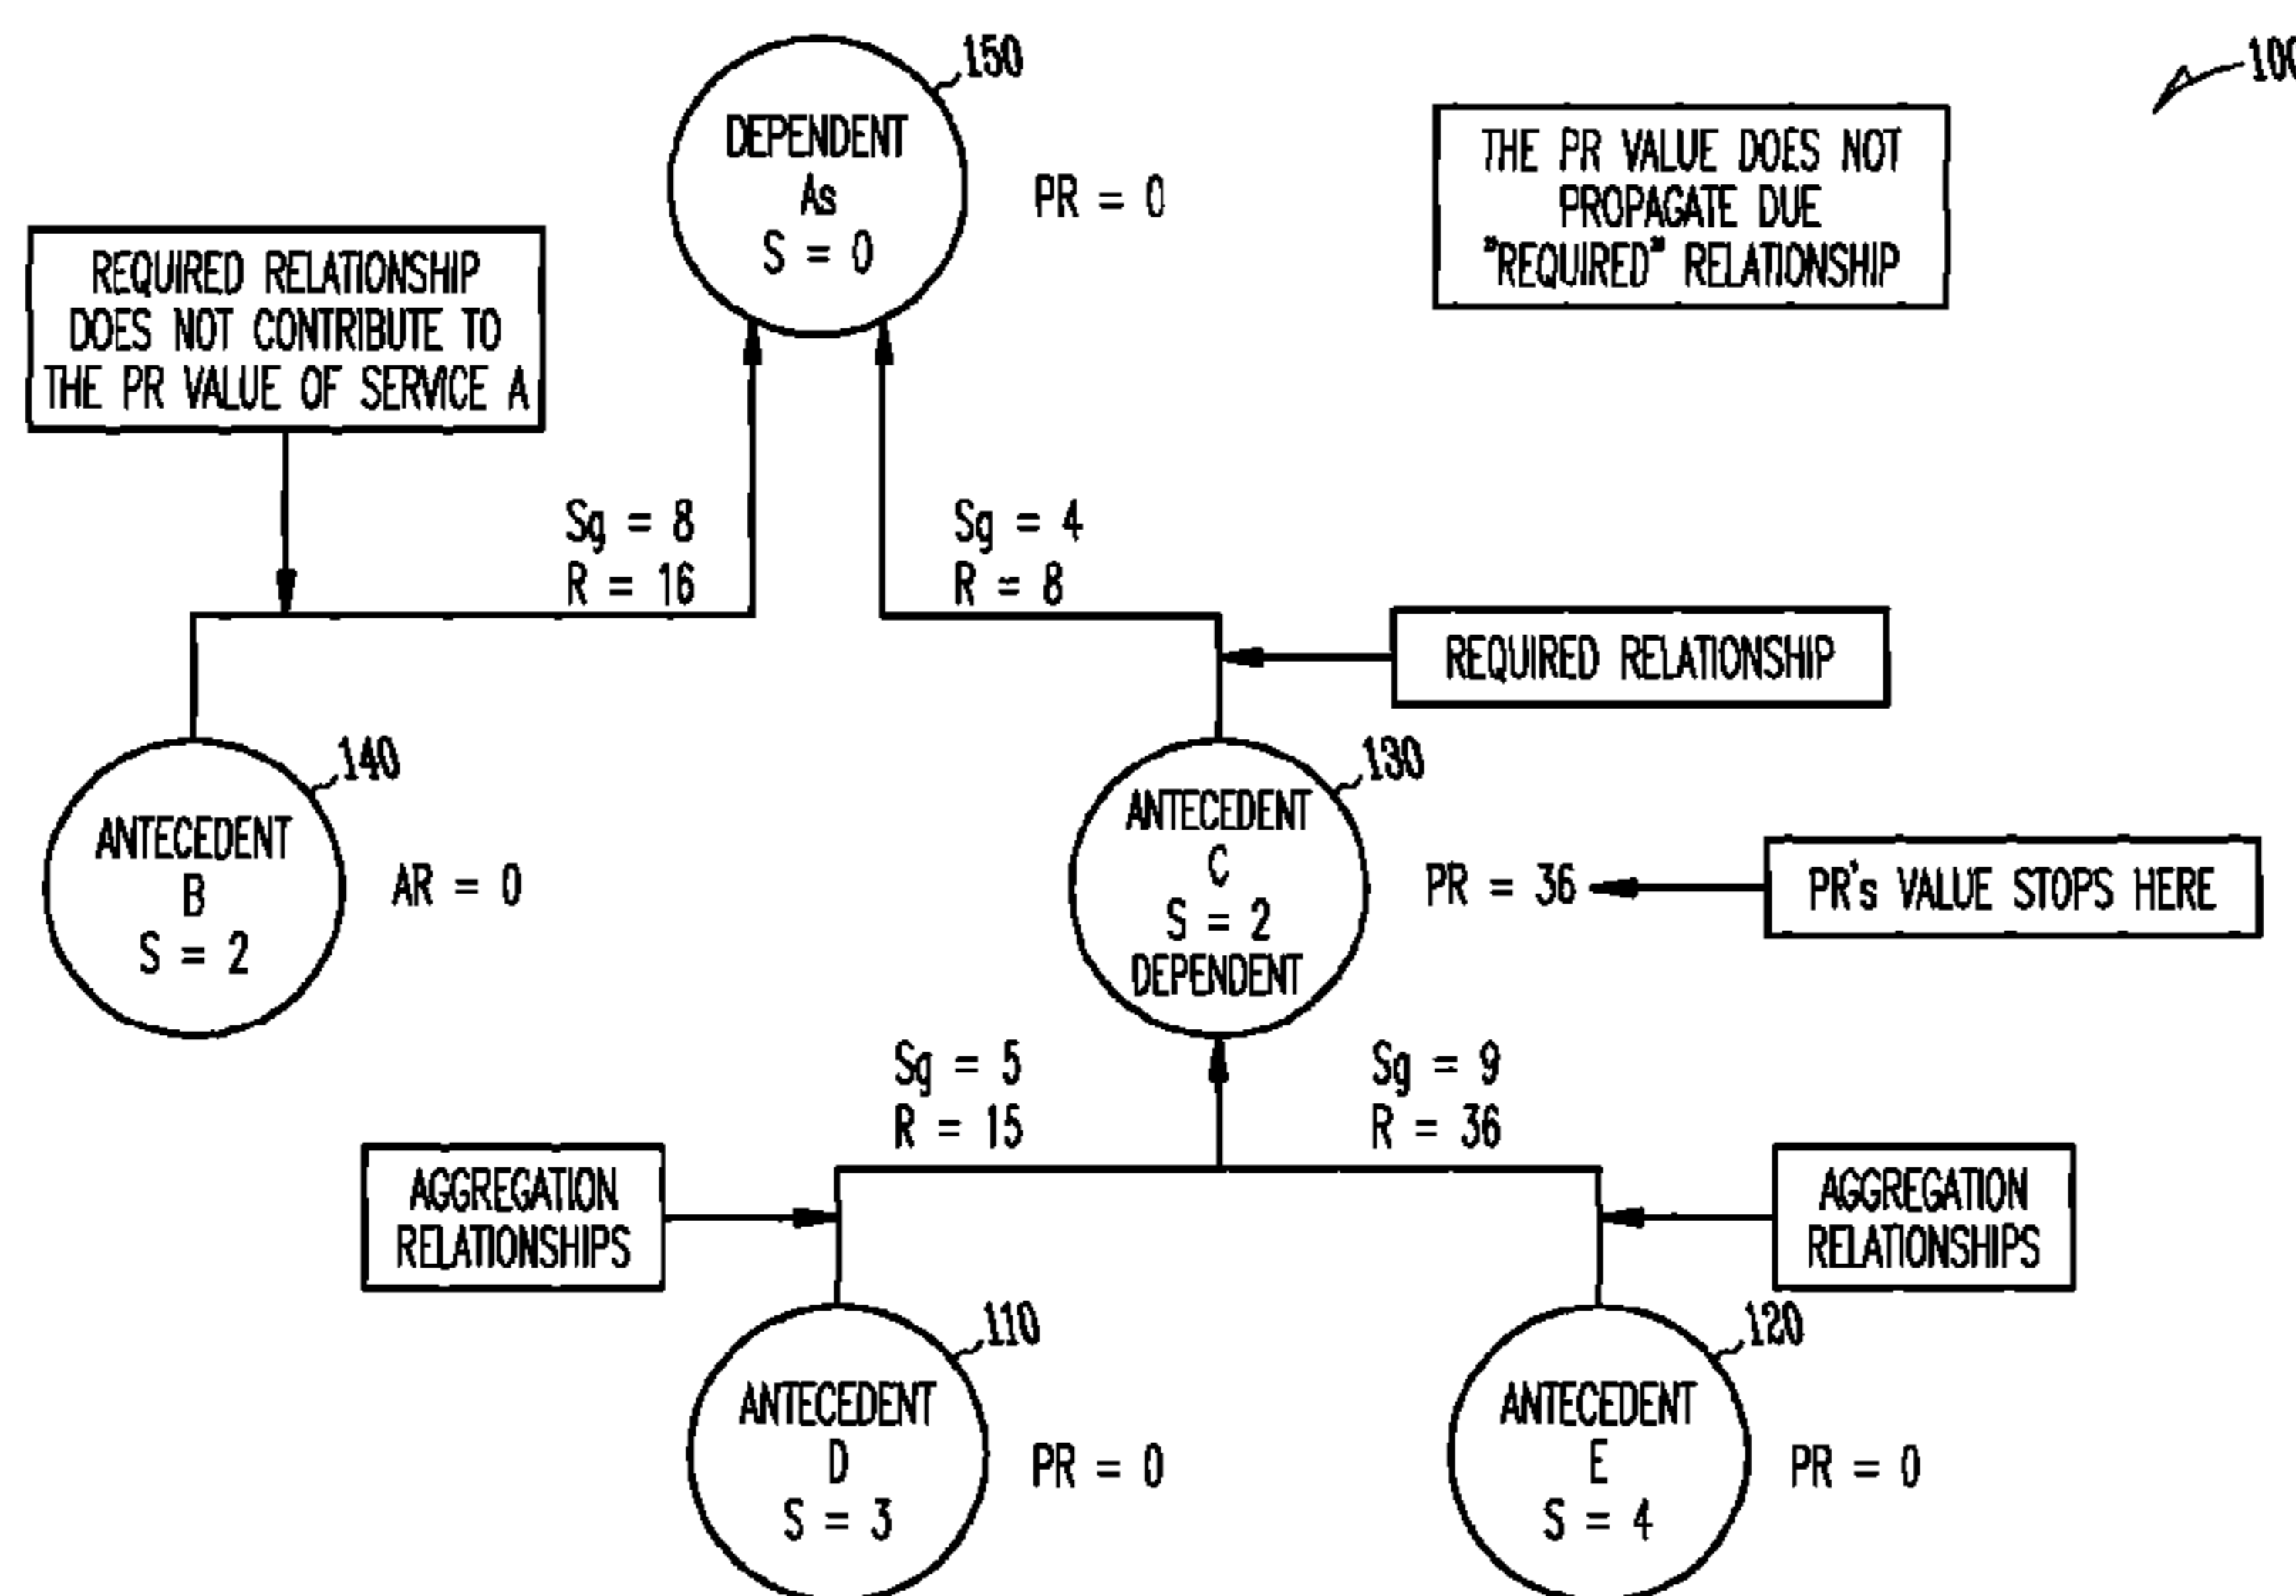 150
100
DEPENDENT
As
S = 0
PR = 0
THE PR VALUE DOES NOT
PROPAGATE DUE
"REQUIRED" RELATIONSHIP
REQUIRED RELATIONSHIP
DOES NOT CONTRIBUTE TO
THE PR VALUE OF SERVICE A
Sg = 8
R = 16
Sg = 4
R = 8
REQUIRED RELATIONSHIP
140
ANTECEDENT
B
S = 2
AR = 0
130
ANTECEDENT
C
S = 2
DEPENDENT
PR = 36
PR's VALUE STOPS HERE
Sg = 5
R = 15
Sg = 9
R = 36
AGGREGATION
RELATIONSHIPS
AGGREGATION
RELATIONSHIPS
110
ANTECEDENT
D
S = 3
PR = 0
120
ANTECEDENT
E
S = 4
PR = 0